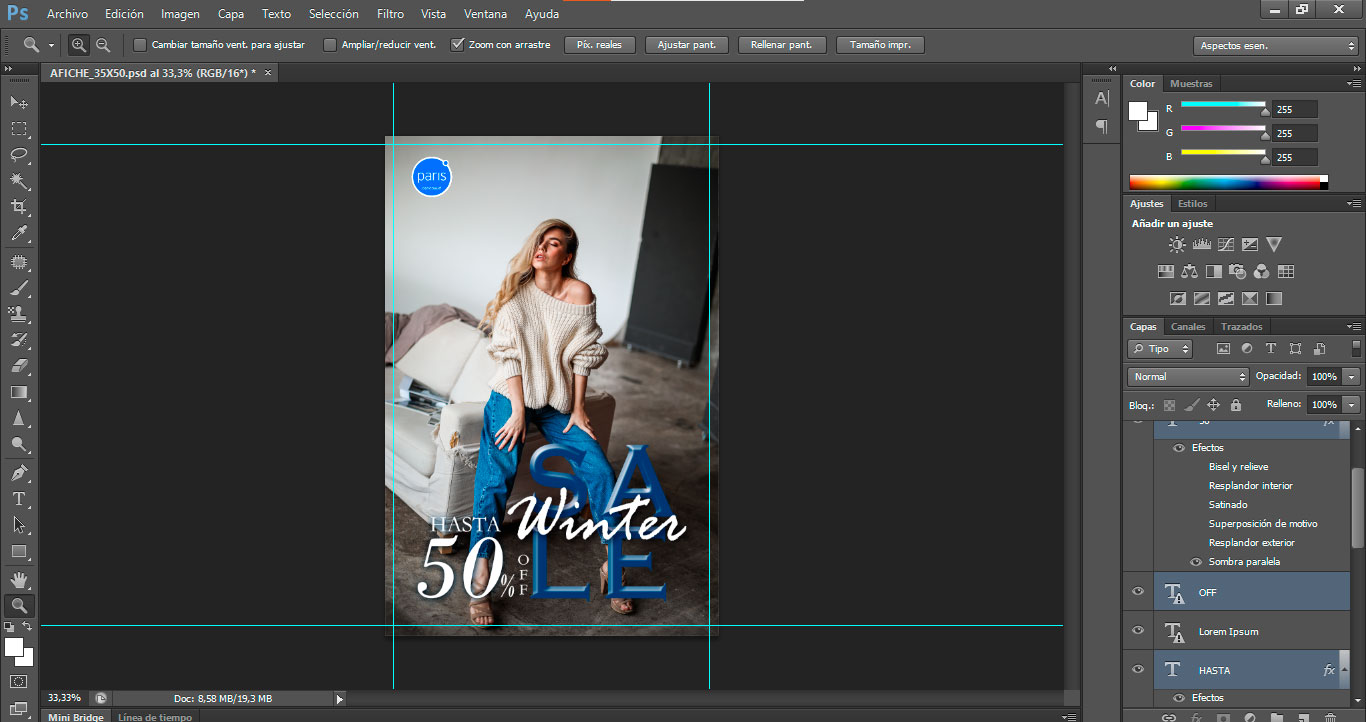 Ps Archivo Edición Imagen Capa Texto Selección Filtro Vista Ventana Ayuda
Cambiar tamaño vent. para ajustar Ampliar/reducir vent. Zoom con arrastre Píx. reales Ajustar pant. Rellenar pant. Tamaño impr. Aspectos esen.
AFICHE_35X50.psd al 33,3% (RGB/16*) * ×
Color Muestras
R 255
G 255
B 255
Ajustes Estilos
Añadir un ajuste
Capas Canales Trazados
Tipo
Normal Opacidad: 100%
Bloq.: Relleno: 100%
50 fx
Efectos
Bisel y relieve
Resplandor interior
Satinado
Superposición de motivo
Resplandor exterior
Sombra paralela
OFF
Lorem Ipsum
HASTA fx
Efectos
paris
SA
Winter
LE
HASTA
50%
OFF
33,33% Doc: 8,58 MB/19,3 MB
Mini Bridge Línea de tiempo